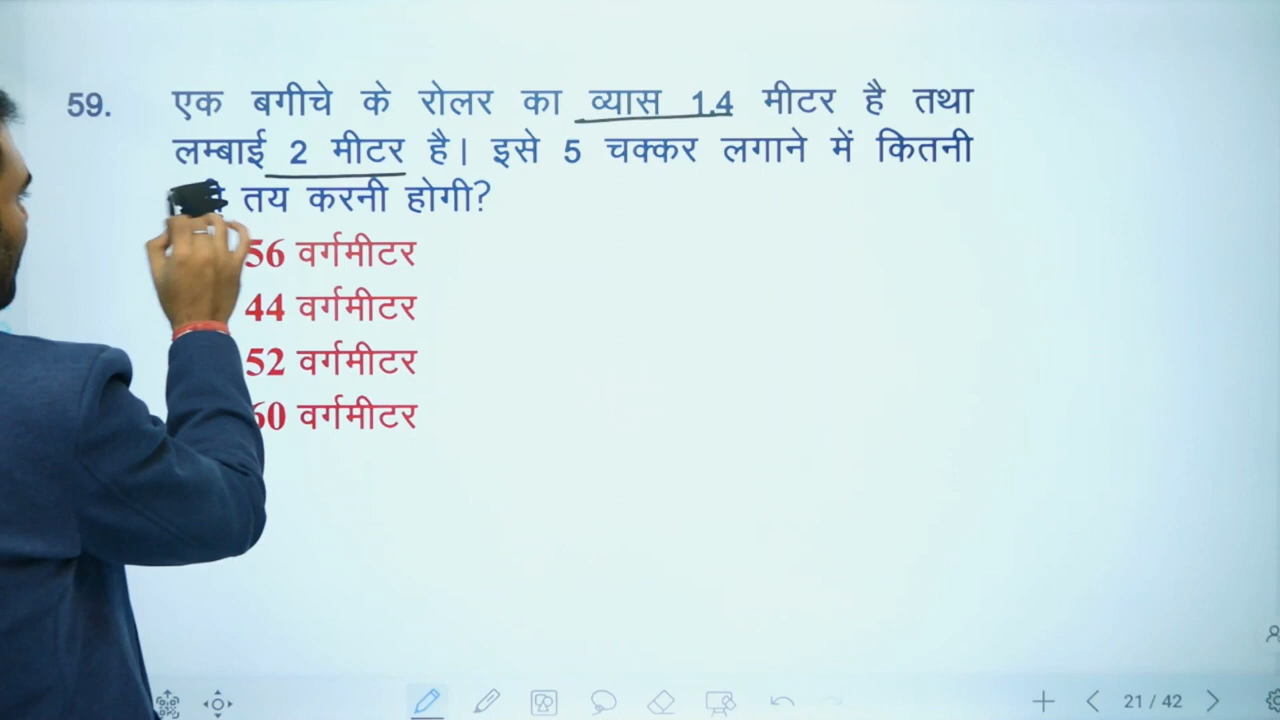 59. एक बगीचे के रोलर का व्यास 1.4 मीटर है तथा
लम्बाई 2 मीटर है। इसे 5 चक्कर लगाने में कितनी
तय करनी होगी?
56 वर्गमीटर
44 वर्गमीटर
52 वर्गमीटर
60 वर्गमीटर
21 / 42